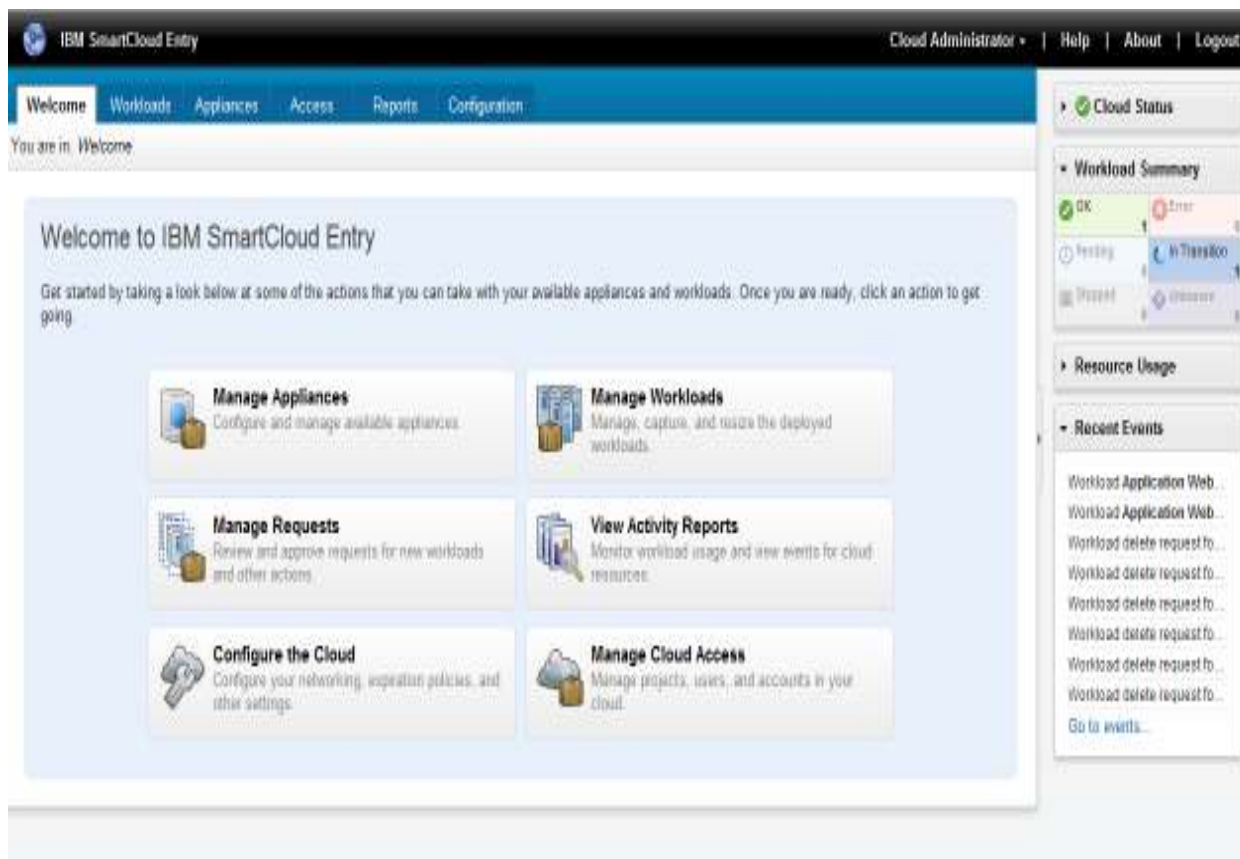 IBM SmartCloud Entry
Cloud Administrator | Help | About | Logout
Welcome Workloads Appliances Access Reports Configuration
You are in: Welcome
Welcome to IBM SmartCloud Entry
Get started by taking a look below at some of the actions that you can take with your available appliances and workloads. Once you are ready, click an action to get
going.
Manage Appliances
Configure and manage available appliances.
Manage Workloads
Manage, capture, and resize the deployed
workloads.
Manage Requests
Review and approve requests for new workloads
and other actions.
View Activity Reports
Monitor workload usage and view events for cloud
resources.
Configure the Cloud
Configure your networking, expiration policies, and
other settings.
Manage Cloud Access
Manage projects, users, and accounts in your
cloud.
Cloud Status
Workload Summary
OK 1
Error
Pending
In Transition 1
Stopped
Resource Usage
Recent Events
Workload Application Web...
Workload Application Web...
Workload delete request fo...
Workload delete request fo...
Workload delete request fo...
Workload delete request fo...
Workload delete request fo...
Workload delete request fo...
Go to events...